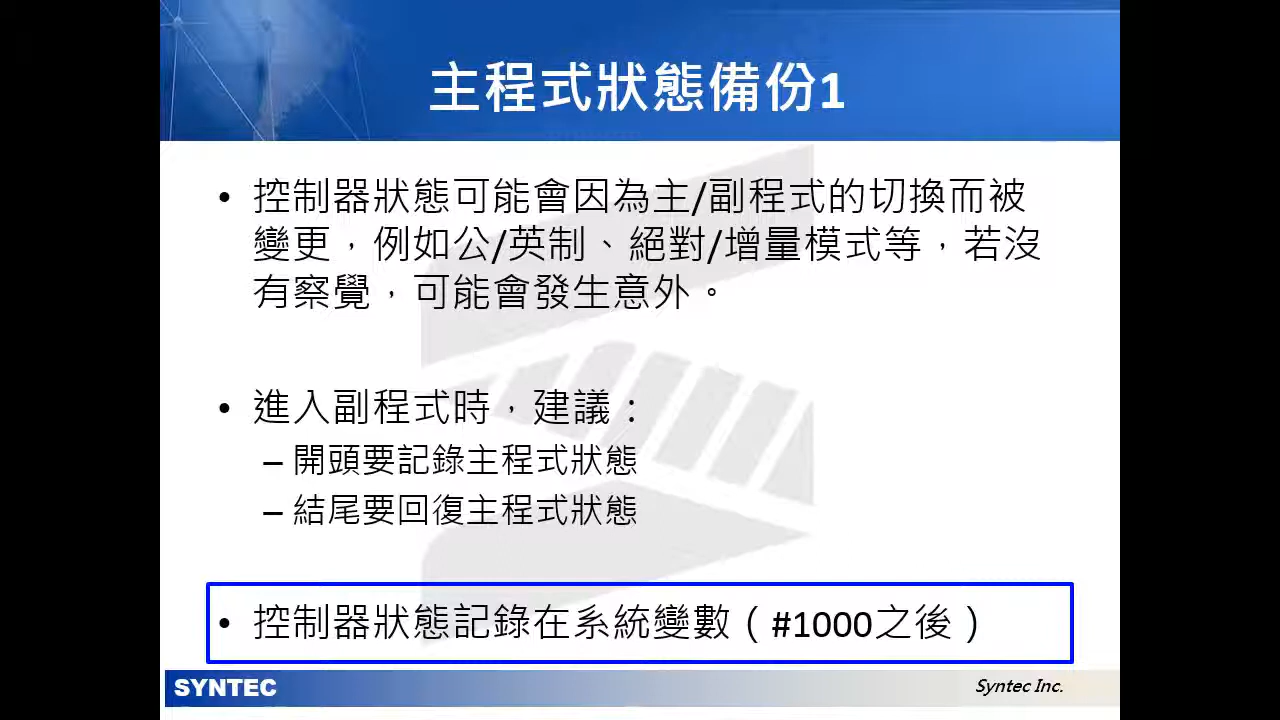 主程式狀態備份1
• 控制器狀態可能會因為主/副程式的切換而被
變更，例如公/英制、絕對/增量模式等，若沒
有察覺，可能會發生意外。
• 進入副程式時，建議：
– 開頭要記錄主程式狀態
– 結尾要回復主程式狀態
• 控制器狀態記錄在系統變數（#1000之後）
SYNTEC
Syntec Inc.